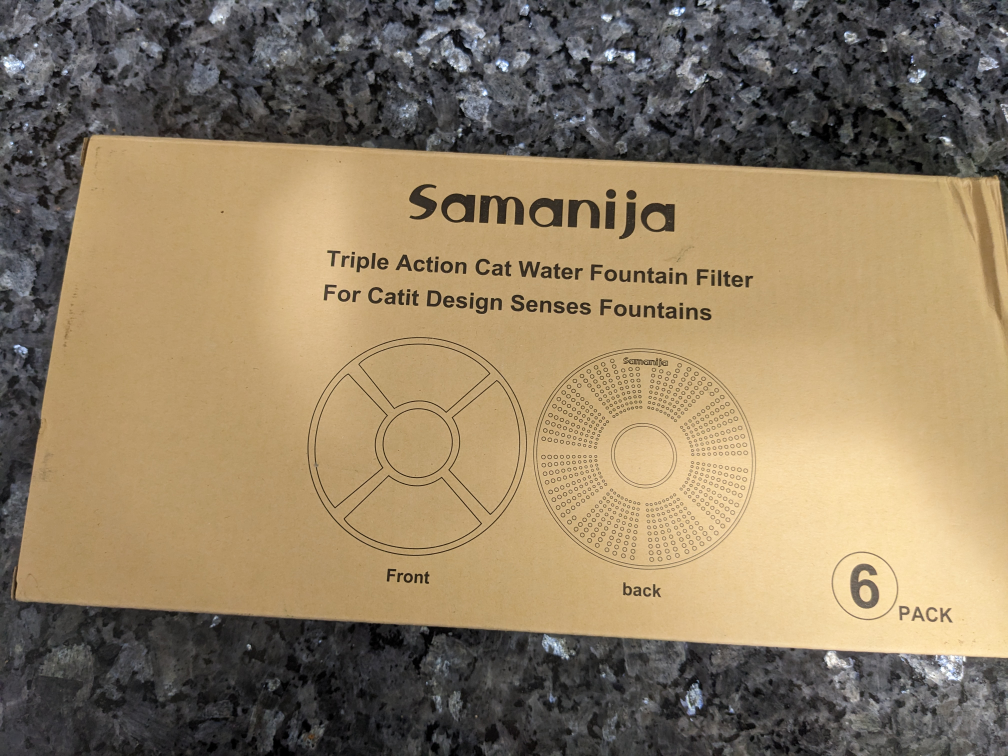 Samanija
Triple Action Cat Water Fountain Filter
For Catit Design Senses Fountains
Samanija
Front
back
6 PACK